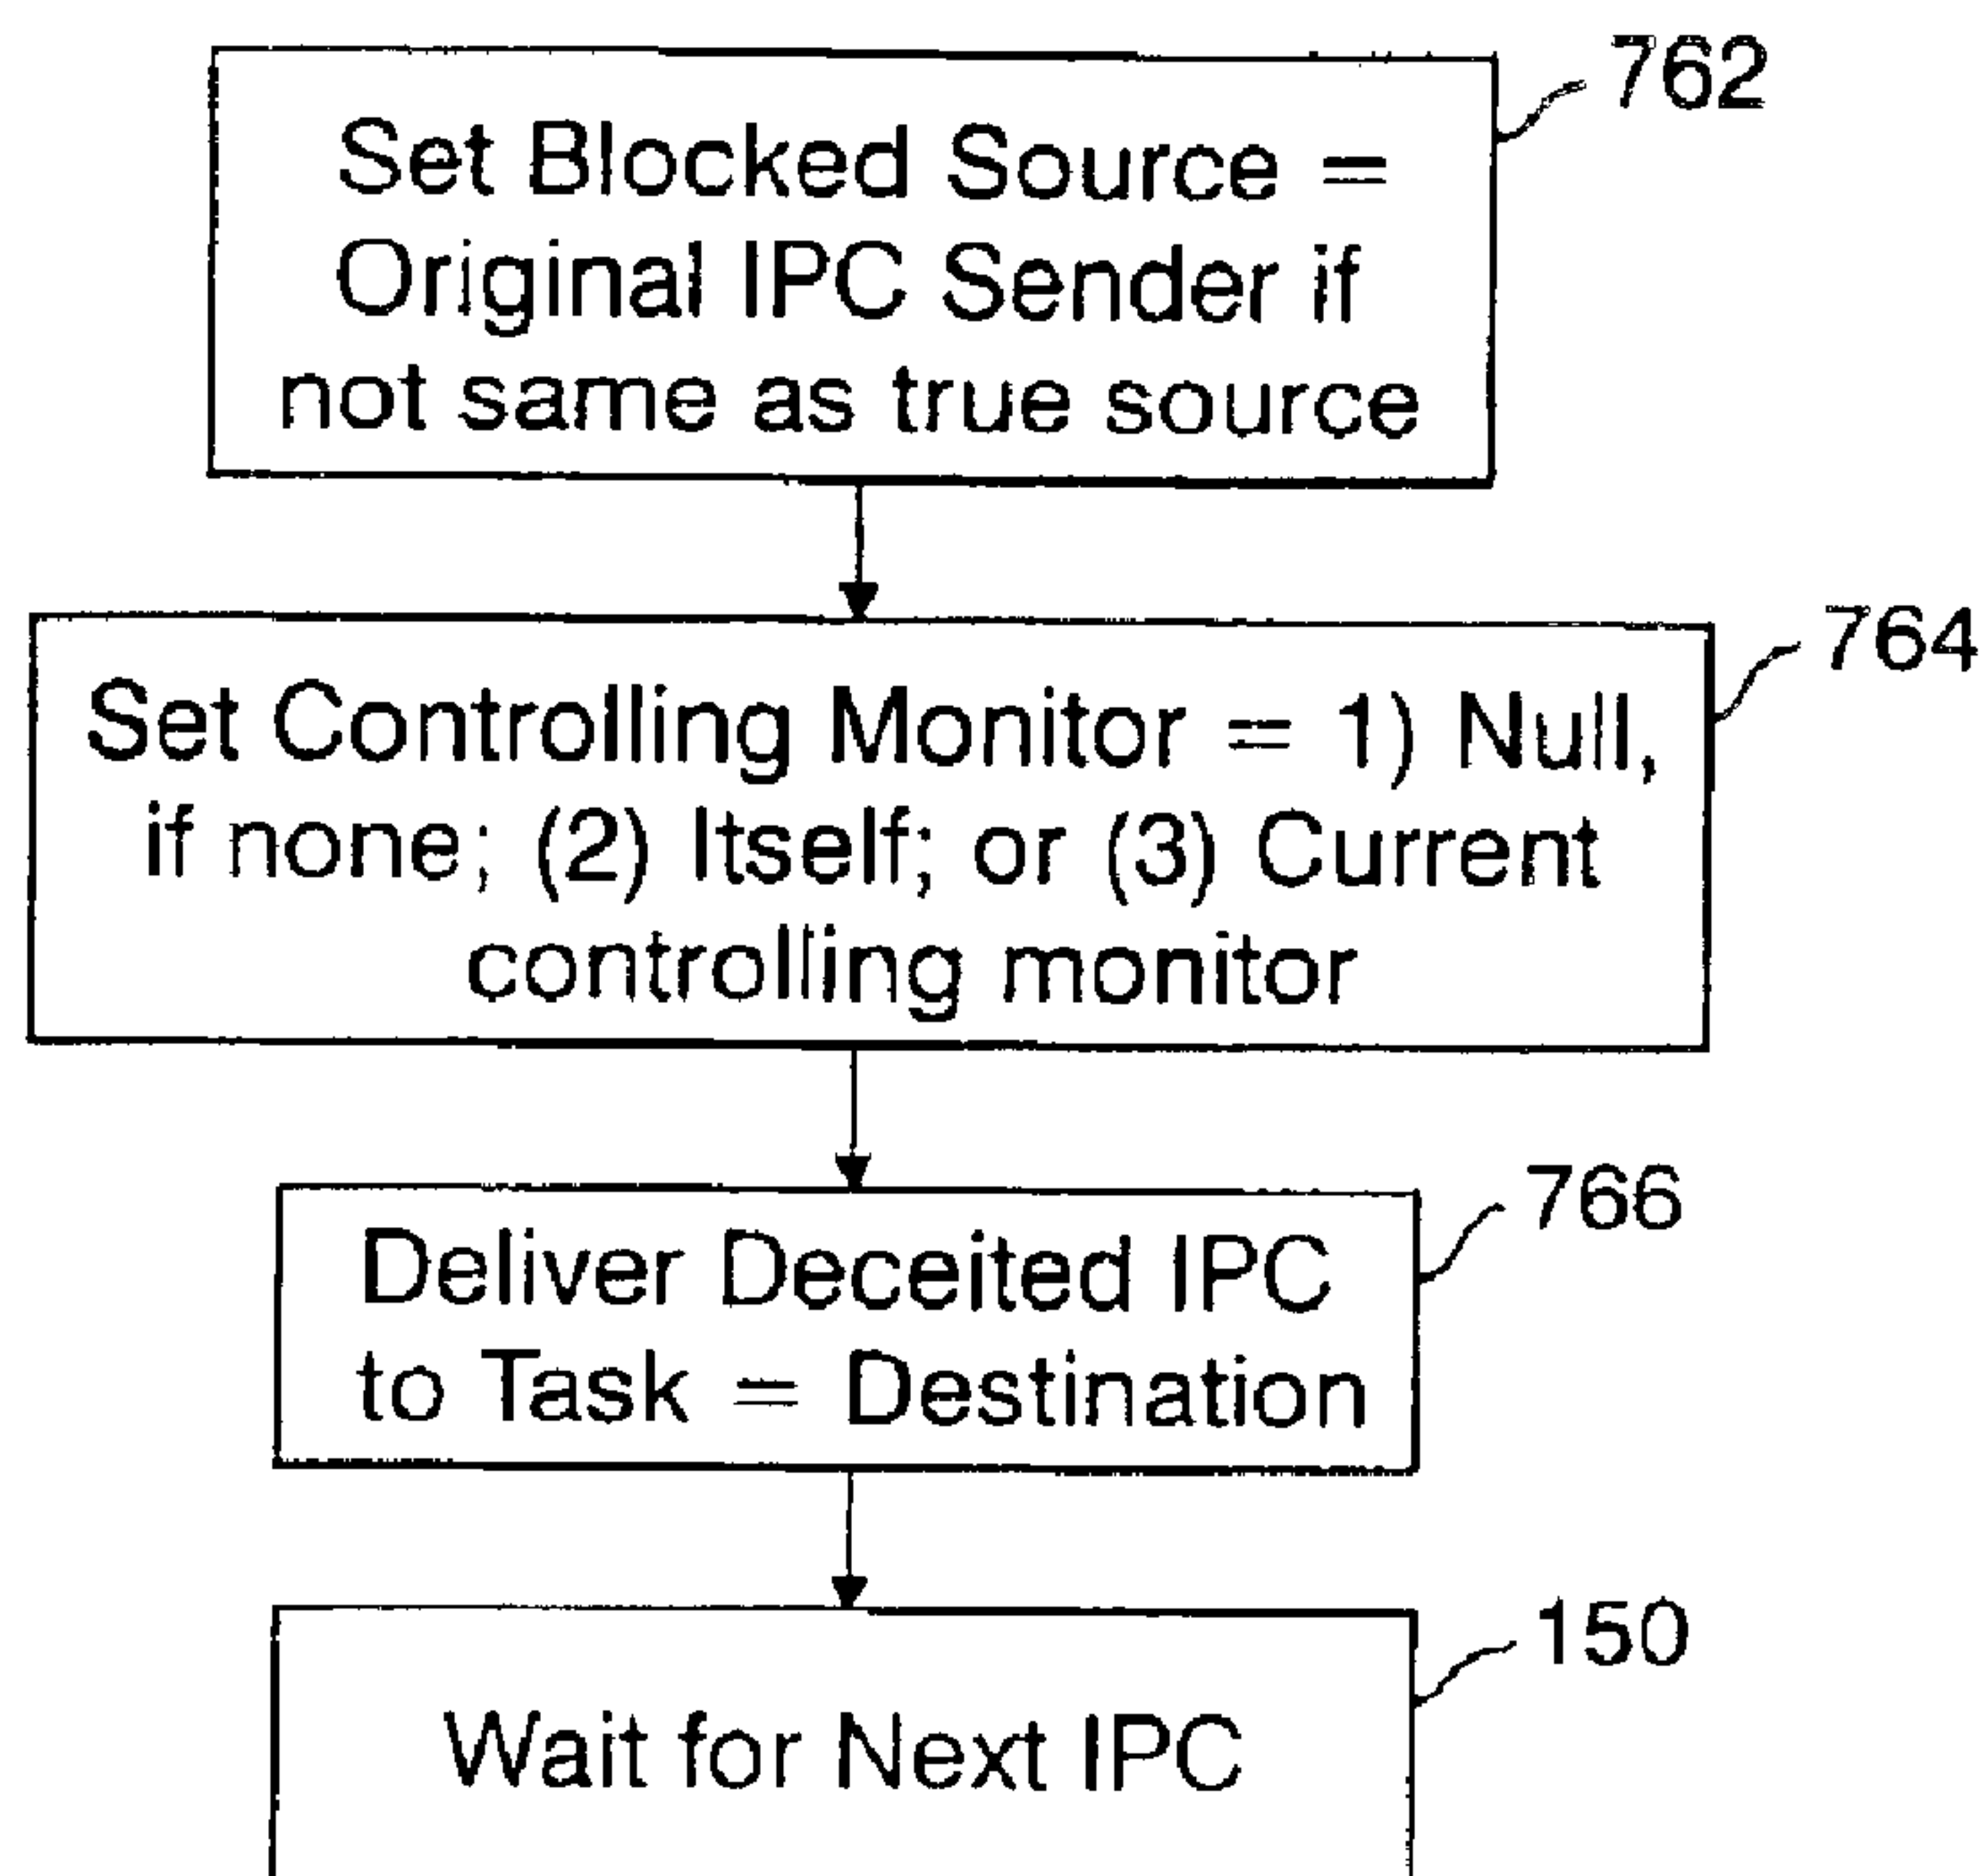 762
Set Blocked Source =
Original IPC Sender if
not same as true source
764
Set Controlling Monitor = 1) Null,
if none; (2) Itself; or (3) Current
controlling monitor
766
Deliver Deceited IPC
to Task = Destination
150
Wait for Next IPC